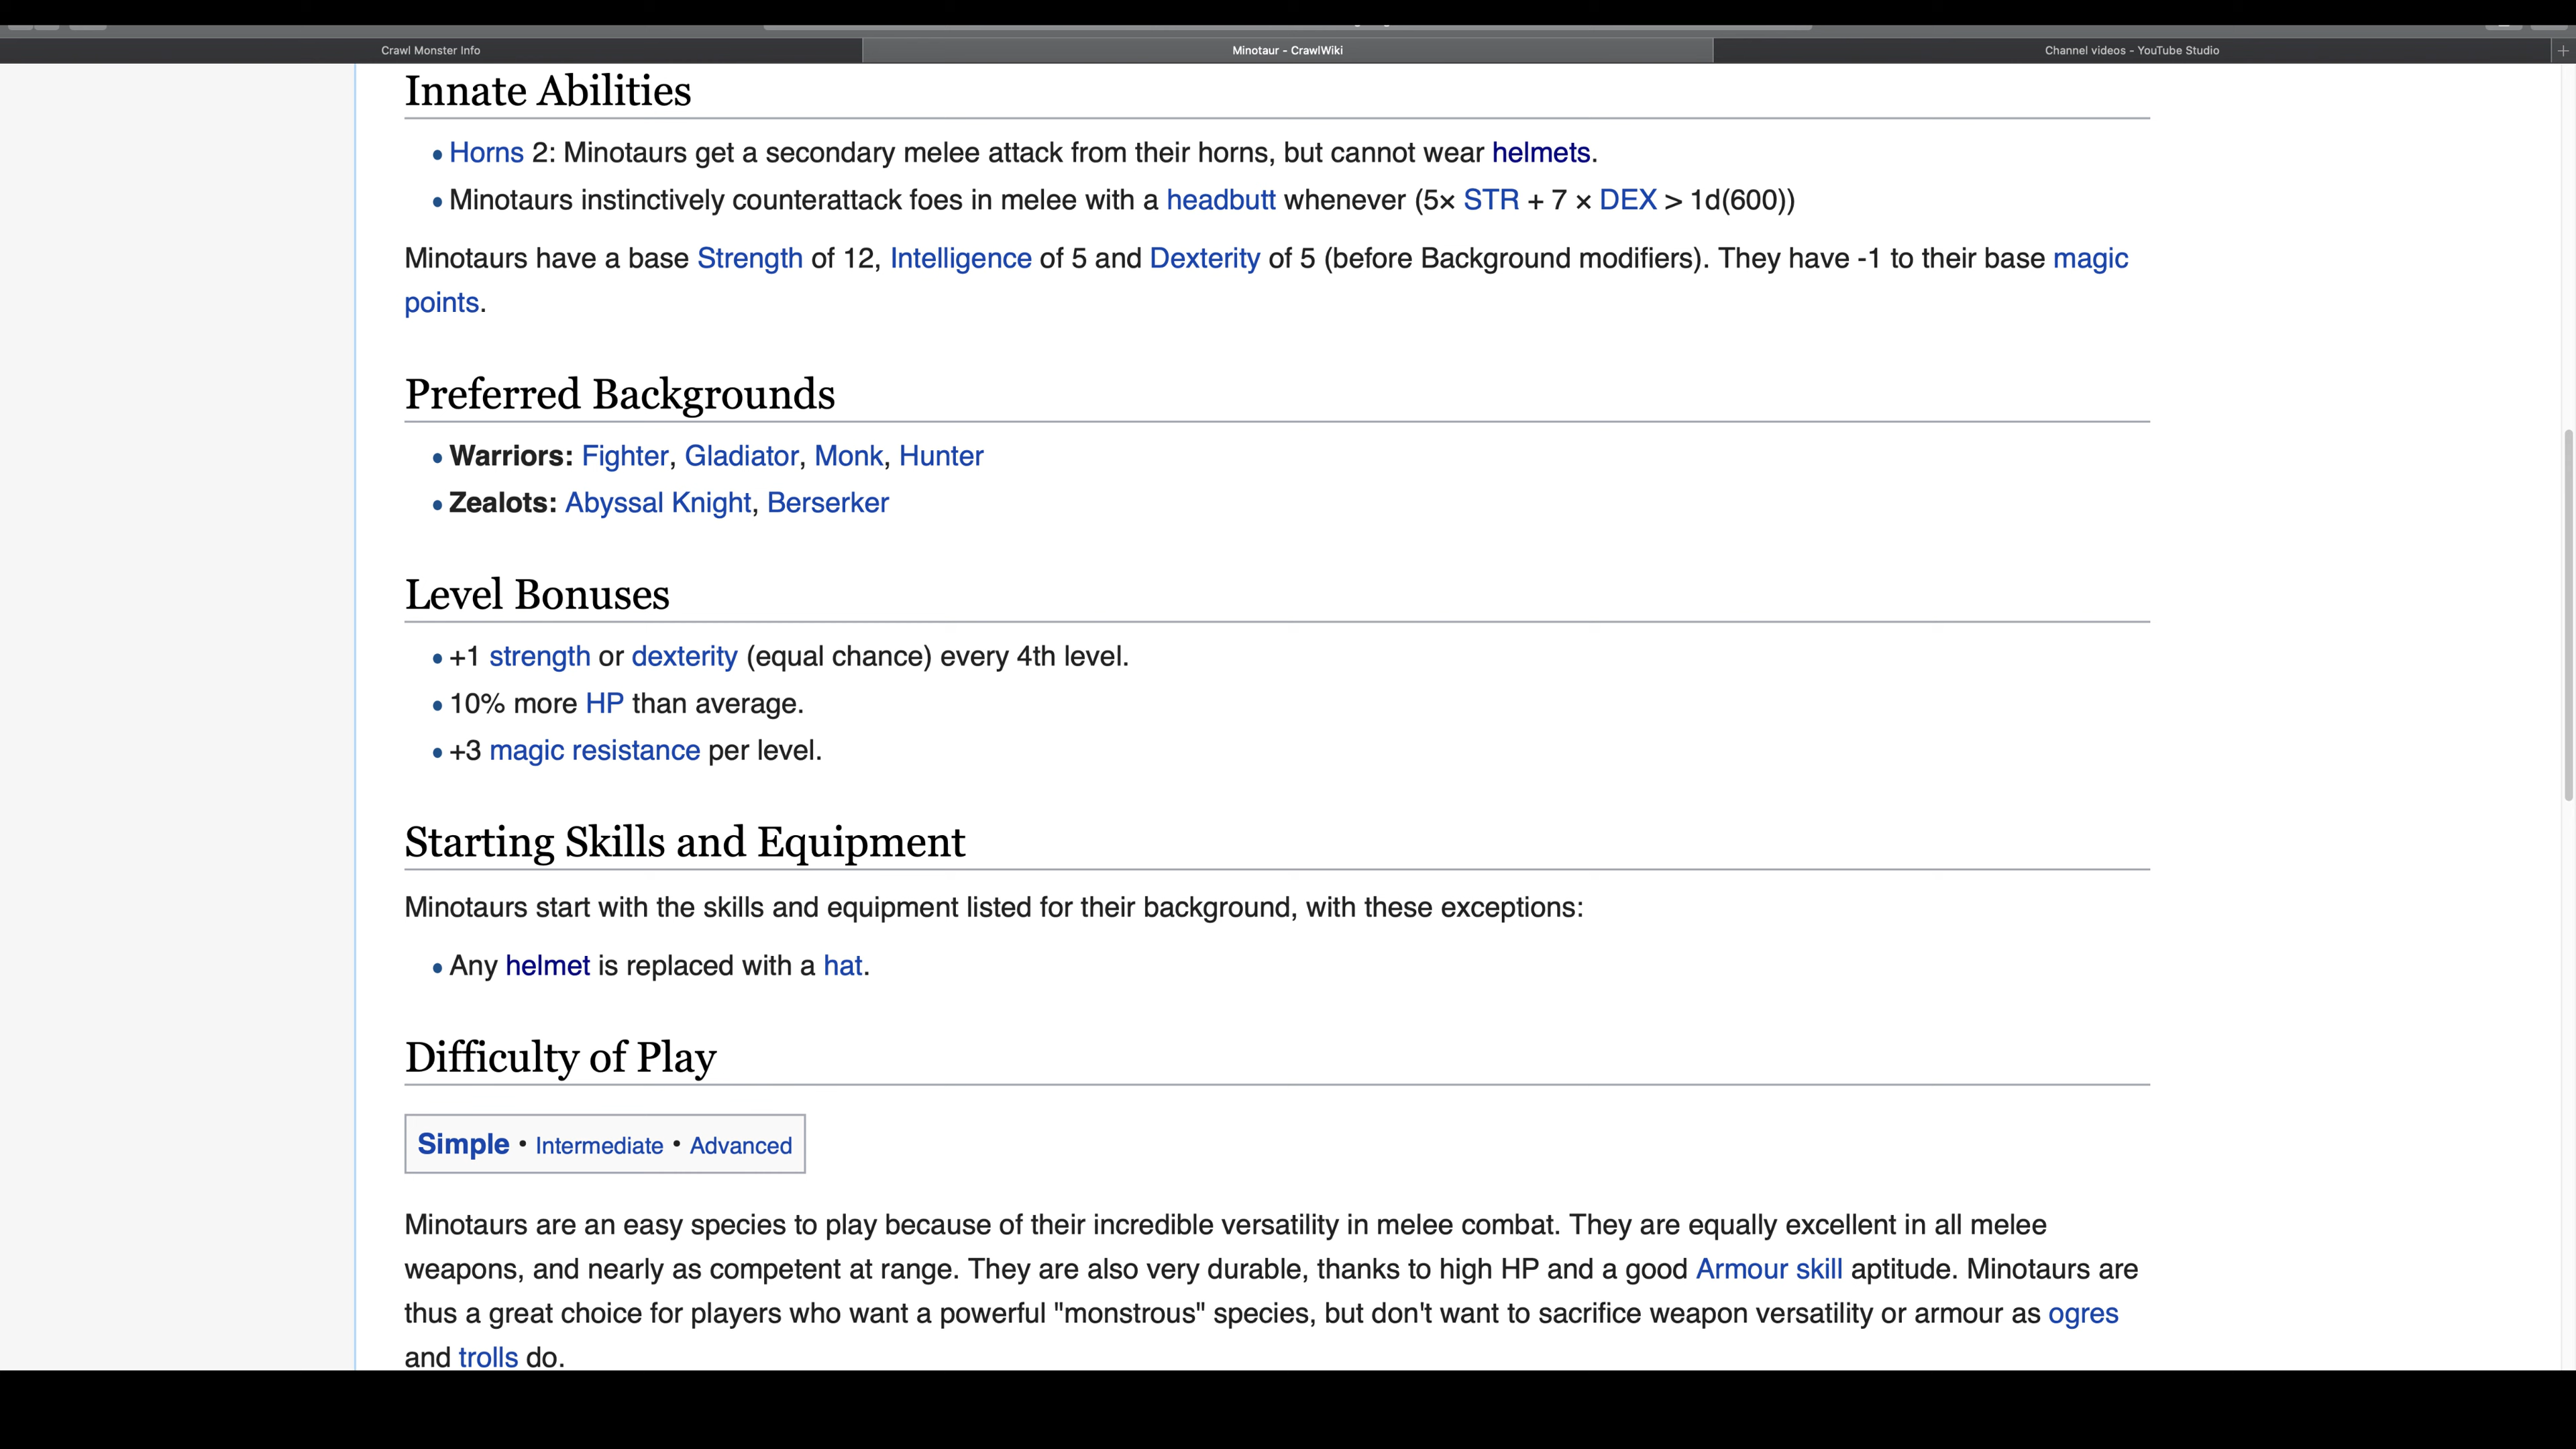 Crawl Monster Info
Minotaur - CrawlWiki
Channel videos - YouTube Studio
Innate Abilities
Horns 2: Minotaurs get a secondary melee attack from their horns, but cannot wear helmets.
Minotaurs instinctively counterattack foes in melee with a headbutt whenever (5× STR + 7 × DEX > 1d(600))
Minotaurs have a base Strength of 12, Intelligence of 5 and Dexterity of 5 (before Background modifiers). They have -1 to their base magic
points.
Preferred Backgrounds
Warriors: Fighter, Gladiator, Monk, Hunter
Zealots: Abyssal Knight, Berserker
Level Bonuses
+1 strength or dexterity (equal chance) every 4th level.
10% more HP than average.
+3 magic resistance per level.
Starting Skills and Equipment
Minotaurs start with the skills and equipment listed for their background, with these exceptions:
Any helmet is replaced with a hat.
Difficulty of Play
Simple • Intermediate • Advanced
Minotaurs are an easy species to play because of their incredible versatility in melee combat. They are equally excellent in all melee
weapons, and nearly as competent at range. They are also very durable, thanks to high HP and a good Armour skill aptitude. Minotaurs are
thus a great choice for players who want a powerful "monstrous" species, but don't want to sacrifice weapon versatility or armour as ogres
and trolls do.